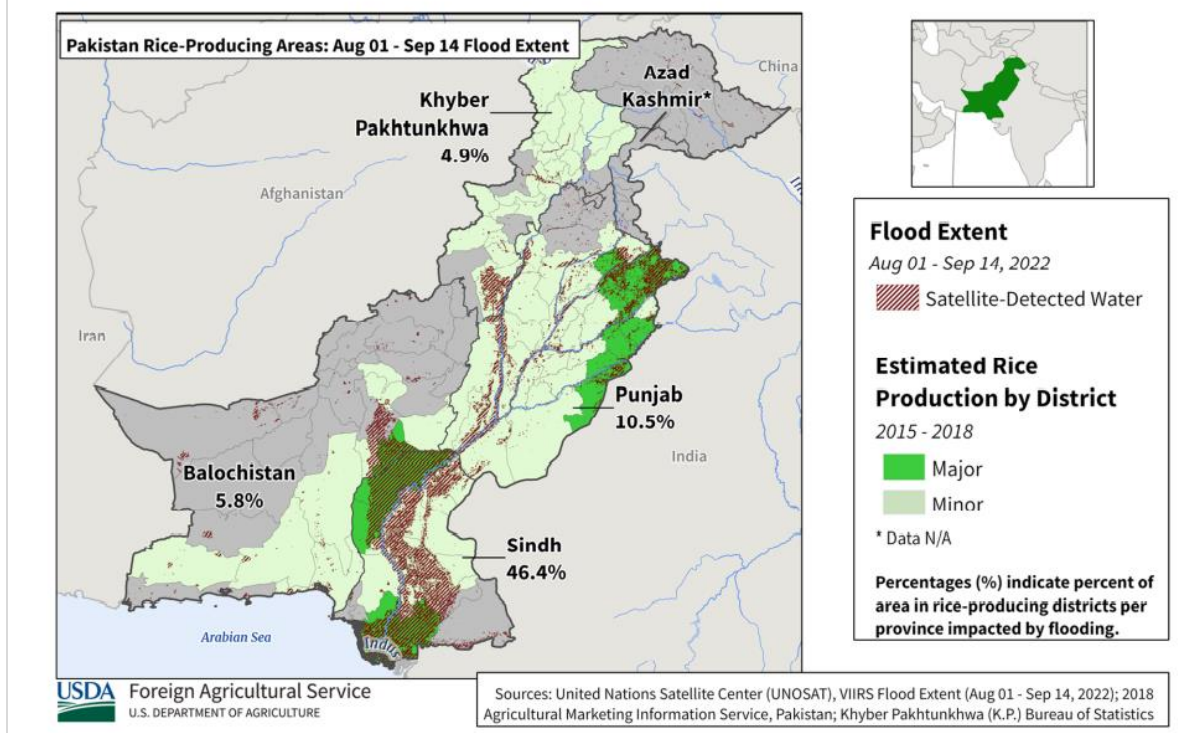 Pakistan Rice-Producing Areas: Aug 01 - Sep 14 Flood Extent
China
Azad
Kashmir*
Khyber
Pakhtunkhwa
4.9%
Afghanistan
Iran
Punjab
10.5%
India
Balochistan
5.8%
Sindh
46.4%
Arabian Sea
Indus
Flood Extent
Aug 01 - Sep 14, 2022
Satellite-Detected Water
Estimated Rice
Production by District
2015 - 2018
Major
Minor
* Data N/A
Percentages (%) indicate percent of
area in rice-producing districts per
province impacted by flooding.
USDA
Foreign Agricultural Service
U.S. DEPARTMENT OF AGRICULTURE
Sources: United Nations Satellite Center (UNOSAT), VIIRS Flood Extent (Aug 01 - Sep 14, 2022); 2018
Agricultural Marketing Information Service, Pakistan; Khyber Pakhtunkhwa (K.P.) Bureau of Statistics